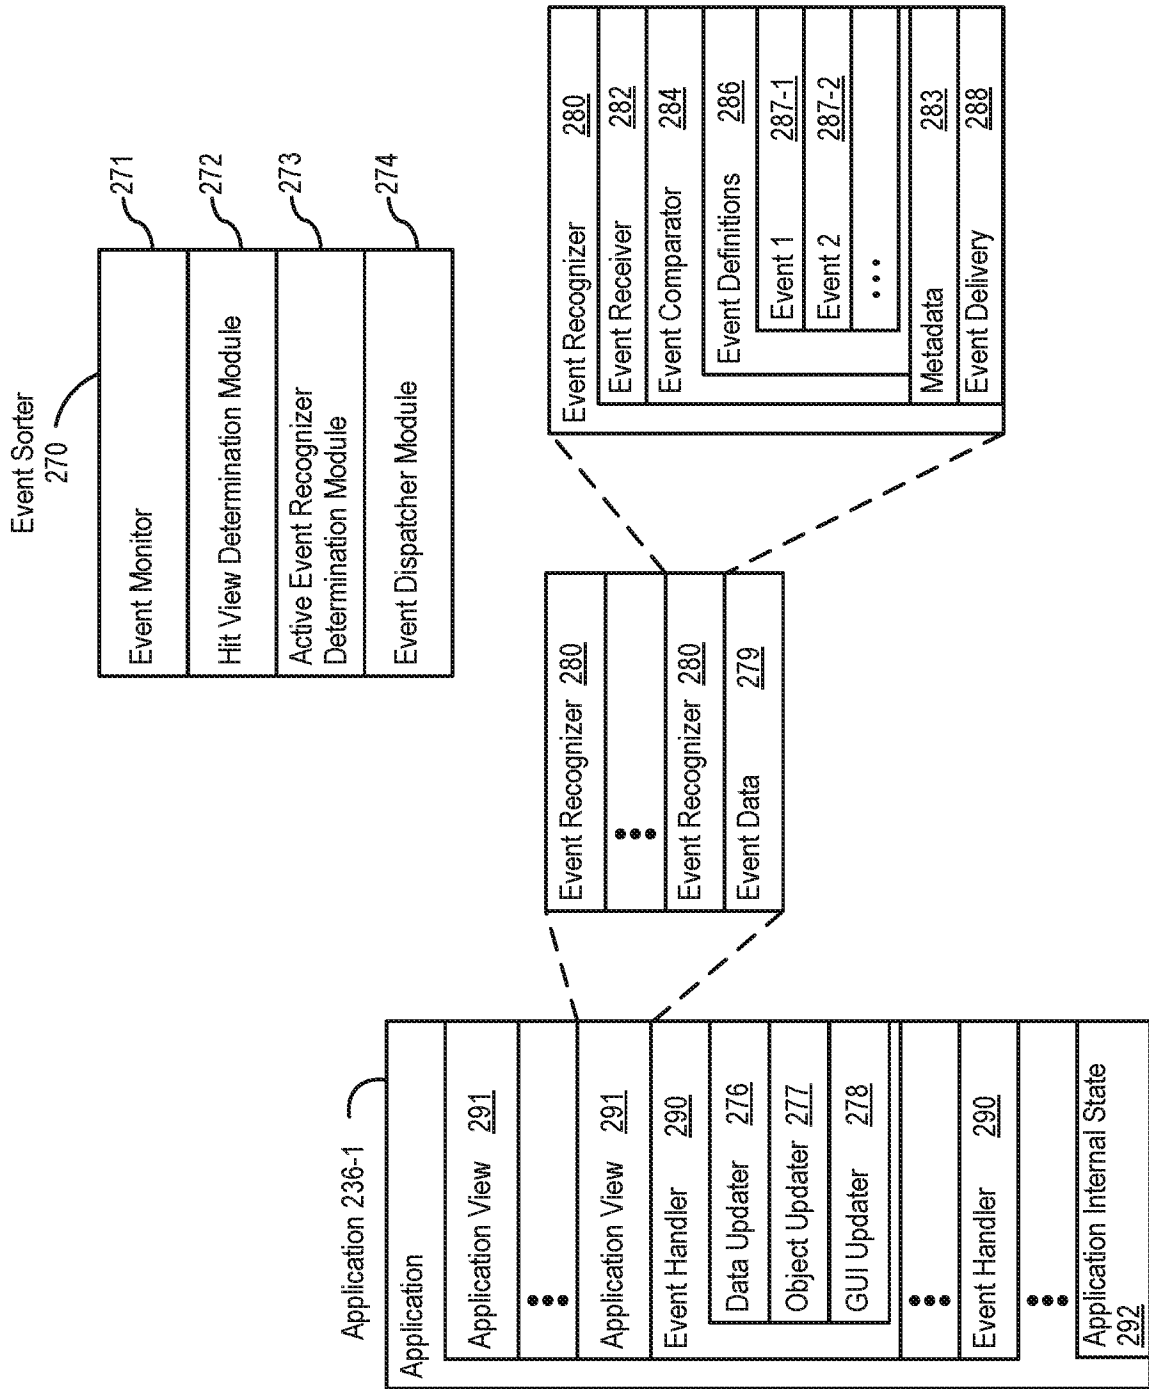 Event Sorter
270
Event Monitor
271
Hit View Determination Module
272
Active Event Recognizer
Determination Module
273
Event Dispatcher Module
274
Application 236-1
Application
Application View 291
•••
Application View 291
Event Handler 290
Data Updater 276
Object Updater 277
GUI Updater 278
•••
Event Handler 290
•••
Application Internal State
292
Event Recognizer 280
•••
Event Recognizer 280
Event Data 279
Event Recognizer 280
Event Receiver 282
Event Comparator 284
Event Definitions 286
Event 1 287-1
Event 2 287-2
•••
Metadata 283
Event Delivery 288